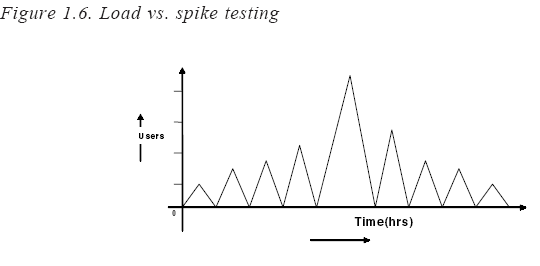 Figure 1.6. Load vs. spike testing
Users
0
Time(hrs)